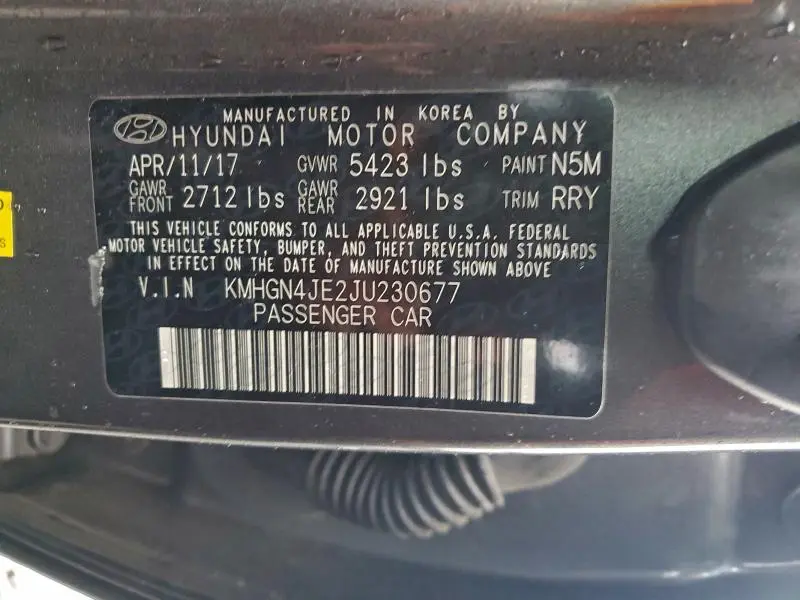 MANUFACTURED IN KOREA BY
HYUNDAI MOTOR COMPANY
APR/11/17 GVWR 5423 lbs PAINT N5M
GAWR FRONT 2712 lbs GAWR REAR 2921 lbs TRIM RRY
THIS VEHICLE CONFORMS TO ALL APPLICABLE U.S.A. FEDERAL
MOTOR VEHICLE SAFETY, BUMPER, AND THEFT PREVENTION STANDARDS
IN EFFECT ON THE DATE OF MANUFACTURE SHOWN ABOVE
V.I.N KMHGN4JE2JU230677
PASSENGER CAR